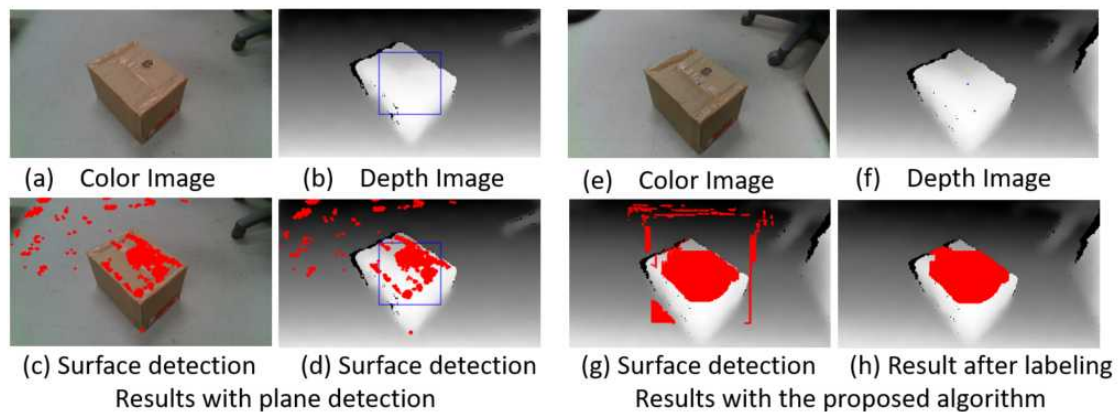 (a) Color Image (b) Depth Image (e) Color Image (f) Depth Image
(c) Surface detection (d) Surface detection (g) Surface detection (h) Result after labeling
Results with plane detection Results with the proposed algorithm